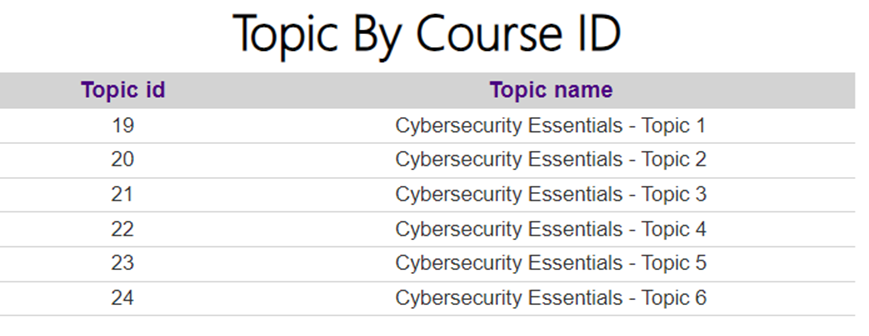 Topic By Course ID
Topic id Topic name
19 Cybersecurity Essentials - Topic 1
20 Cybersecurity Essentials - Topic 2
21 Cybersecurity Essentials - Topic 3
22 Cybersecurity Essentials - Topic 4
23 Cybersecurity Essentials - Topic 5
24 Cybersecurity Essentials - Topic 6